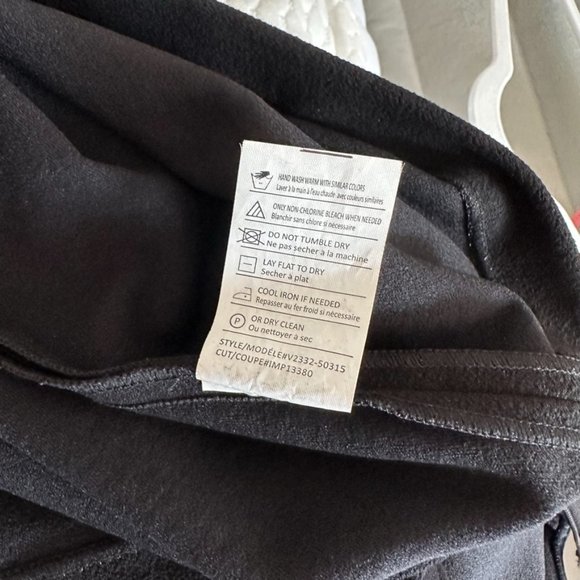 HAND WASH WARM WITH SIMILAR COLORS
Laver à la main à l'eau chaude avec couleurs similaires
ONLY NON-CHLORINE BLEACH WHEN NEEDED
Blanchir sans chlore si nécessaire
DO NOT TUMBLE DRY
Ne pas secher à la machine
LAY FLAT TO DRY
Secher à plat
COOL IRON IF NEEDED
Repasser au fer froid si nécessaire
P
OR DRY CLEAN
Ou nettoyer a sec
STYLE/MODÉLE#V2332-50315
CUT/COUPE#IMP13380